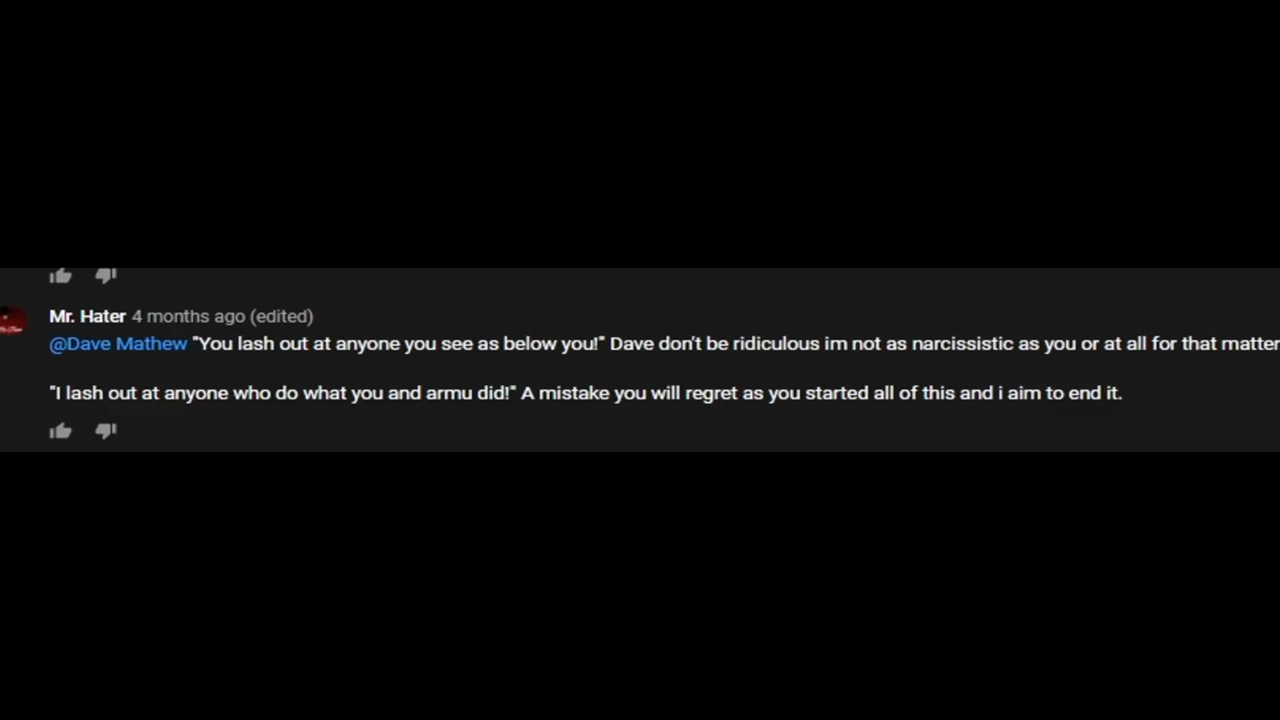 Mr. Hater 4 months ago (edited)
@Dave Mathew "You lash out at anyone you see as below you!" Dave don't be ridiculous im not as narcissistic as you or at all for that matter
"I lash out at anyone who do what you and armu did!" A mistake you will regret as you started all of this and i aim to end it.